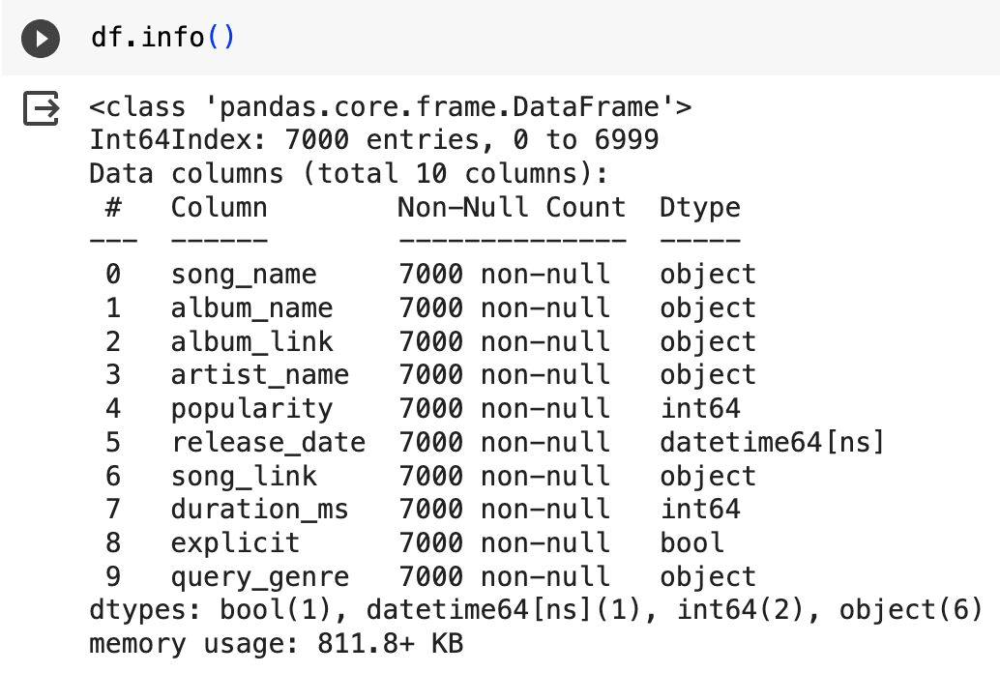 df.info()
<class 'pandas.core.frame.DataFrame'>
Int64Index: 7000 entries, 0 to 6999
Data columns (total 10 columns):
 #   Column        Non-Null Count  Dtype
---  ------        --------------  -----
 0   song_name     7000 non-null   object
 1   album_name    7000 non-null   object
 2   album_link    7000 non-null   object
 3   artist_name   7000 non-null   object
 4   popularity    7000 non-null   int64
 5   release_date  7000 non-null   datetime64[ns]
 6   song_link     7000 non-null   object
 7   duration_ms   7000 non-null   int64
 8   explicit      7000 non-null   bool
 9   query_genre   7000 non-null   object
dtypes: bool(1), datetime64[ns](1), int64(2), object(6)
memory usage: 811.8+ KB